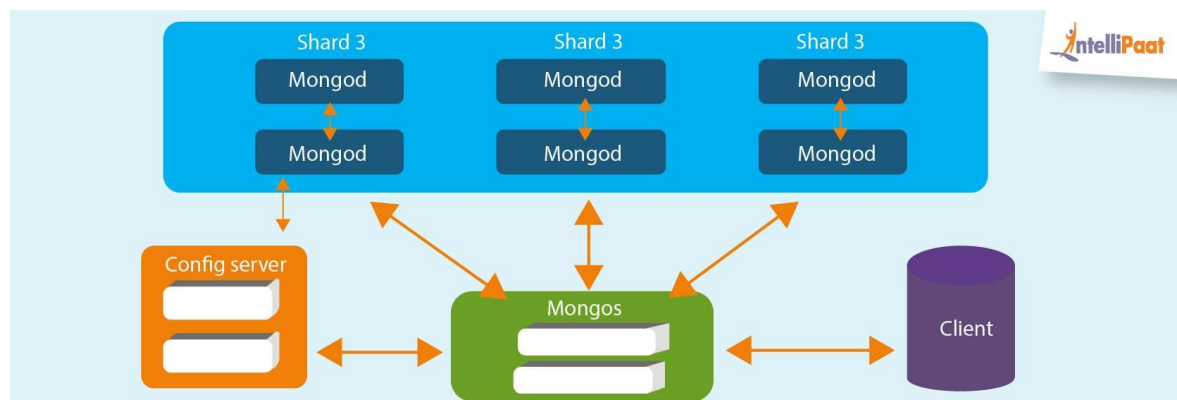 Shard 3 Shard 3 Shard 3
Mongod Mongod Mongod
Mongod Mongod Mongod
IntelliPaat
Config server
Mongos
Client